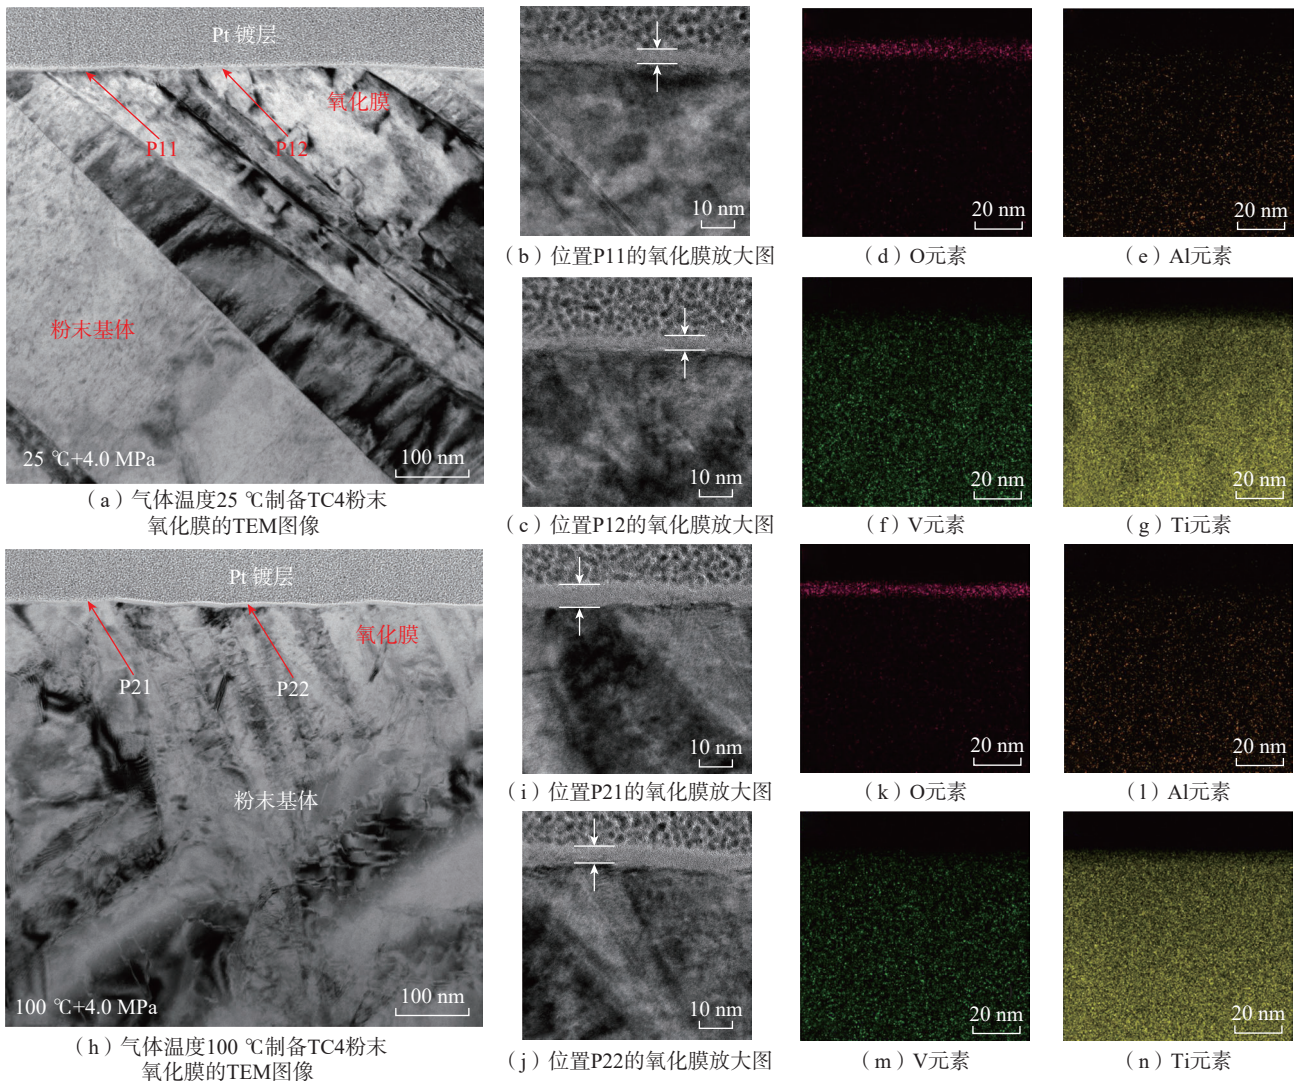 Pt 镀层
氧化膜
P11
P12
粉末基体
25 ℃+4.0 MPa
100 nm
（a）气体温度25 ℃制备TC4粉末
氧化膜的TEM图像
10 nm
（b）位置P11的氧化膜放大图
10 nm
（c）位置P12的氧化膜放大图
20 nm
（d）O元素
20 nm
（e）Al元素
20 nm
（f）V元素
20 nm
（g）Ti元素
Pt 镀层
氧化膜
P21
P22
粉末基体
100 ℃+4.0 MPa
100 nm
（h）气体温度100 ℃制备TC4粉末
氧化膜的TEM图像
10 nm
（i）位置P21的氧化膜放大图
10 nm
（j）位置P22的氧化膜放大图
20 nm
（k）O元素
20 nm
（l）Al元素
20 nm
（m）V元素
20 nm
（n）Ti元素